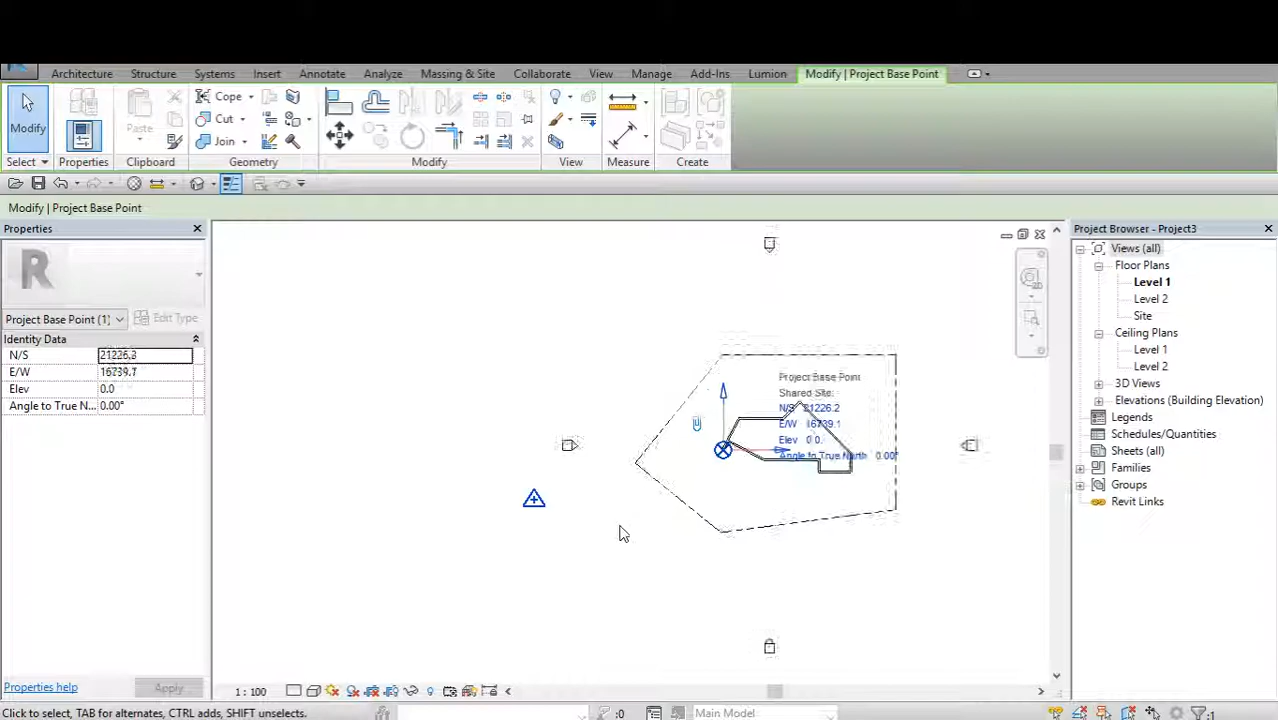 Architecture Structure Systems Insert Annotate Analyze Massing & Site Collaborate View Manage Add-Ins Lumion Modify | Project Base Point
Modify
Paste
Cope
Cut
Join
Select Properties Clipboard Geometry Modify View Measure Create
Modify | Project Base Point
Properties
R
Project Base Point (1) Edit Type
Identity Data
N/S 21226.2
E/W 16739.1
Elev 0.0
Angle to True N... 0.00°
Properties help Apply
Project Base Point
Shared Site:
N/S 21226.2
E/W 16739.1
Elev 0.0
Angle to True North 0.00°
Project Browser - Project3
Views (all)
Floor Plans
Level 1
Level 2
Site
Ceiling Plans
Level 1
Level 2
3D Views
Elevations (Building Elevation)
Legends
Schedules/Quantities
Sheets (all)
Families
Groups
Revit Links
1 : 100
Click to select, TAB for alternates, CTRL adds, SHIFT unselects. :0 Main Model :1